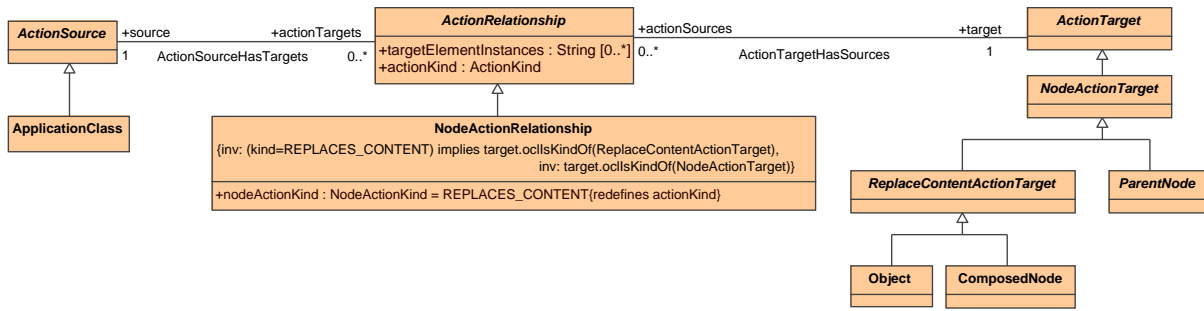 ActionSource
+source
1
ActionSourceHasTargets
+actionTargets
0..*
ActionRelationship
+targetElementInstances : String [0..*]
+actionKind : ActionKind
+actionSources
0..*
ActionTargetHasSources
+target
1
ActionTarget
NodeActionTarget
ApplicationClass
NodeActionRelationship
{inv: (kind=REPLACES_CONTENT) implies target.oclIsKindOf(ReplaceContentActionTarget),
inv: target.oclIsKindOf(NodeActionTarget)}
+nodeActionKind : NodeActionKind = REPLACES_CONTENT{redefines actionKind}
ReplaceContentActionTarget
ParentNode
Object
ComposedNode